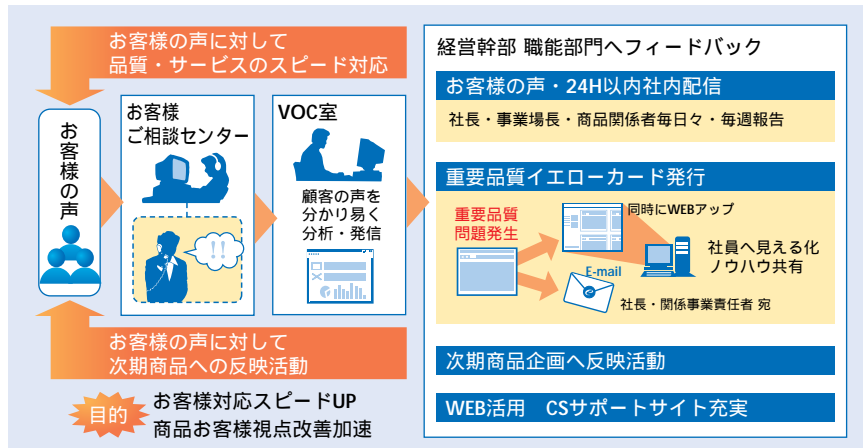 お客様の声に対して
品質・サービスのスピード対応
お客様の声
お客様
ご相談センター
!!
VOC室
顧客の声を
分かり易く
分析・発信
お客様の声に対して
次期商品への反映活動
目的
お客様対応スピードUP
商品お客様視点改善加速
経営幹部 職能部門へフィードバック
お客様の声・24H以内社内配信
社長・事業場長・商品関係者毎日々・毎週報告
重要品質イエローカード発行
重要品質
問題発生
同時にWEBアップ
E-mail
社員へ見える化
ノウハウ共有
社長・関係事業責任者 宛
次期商品企画へ反映活動
WEB活用 CSサポートサイト充実